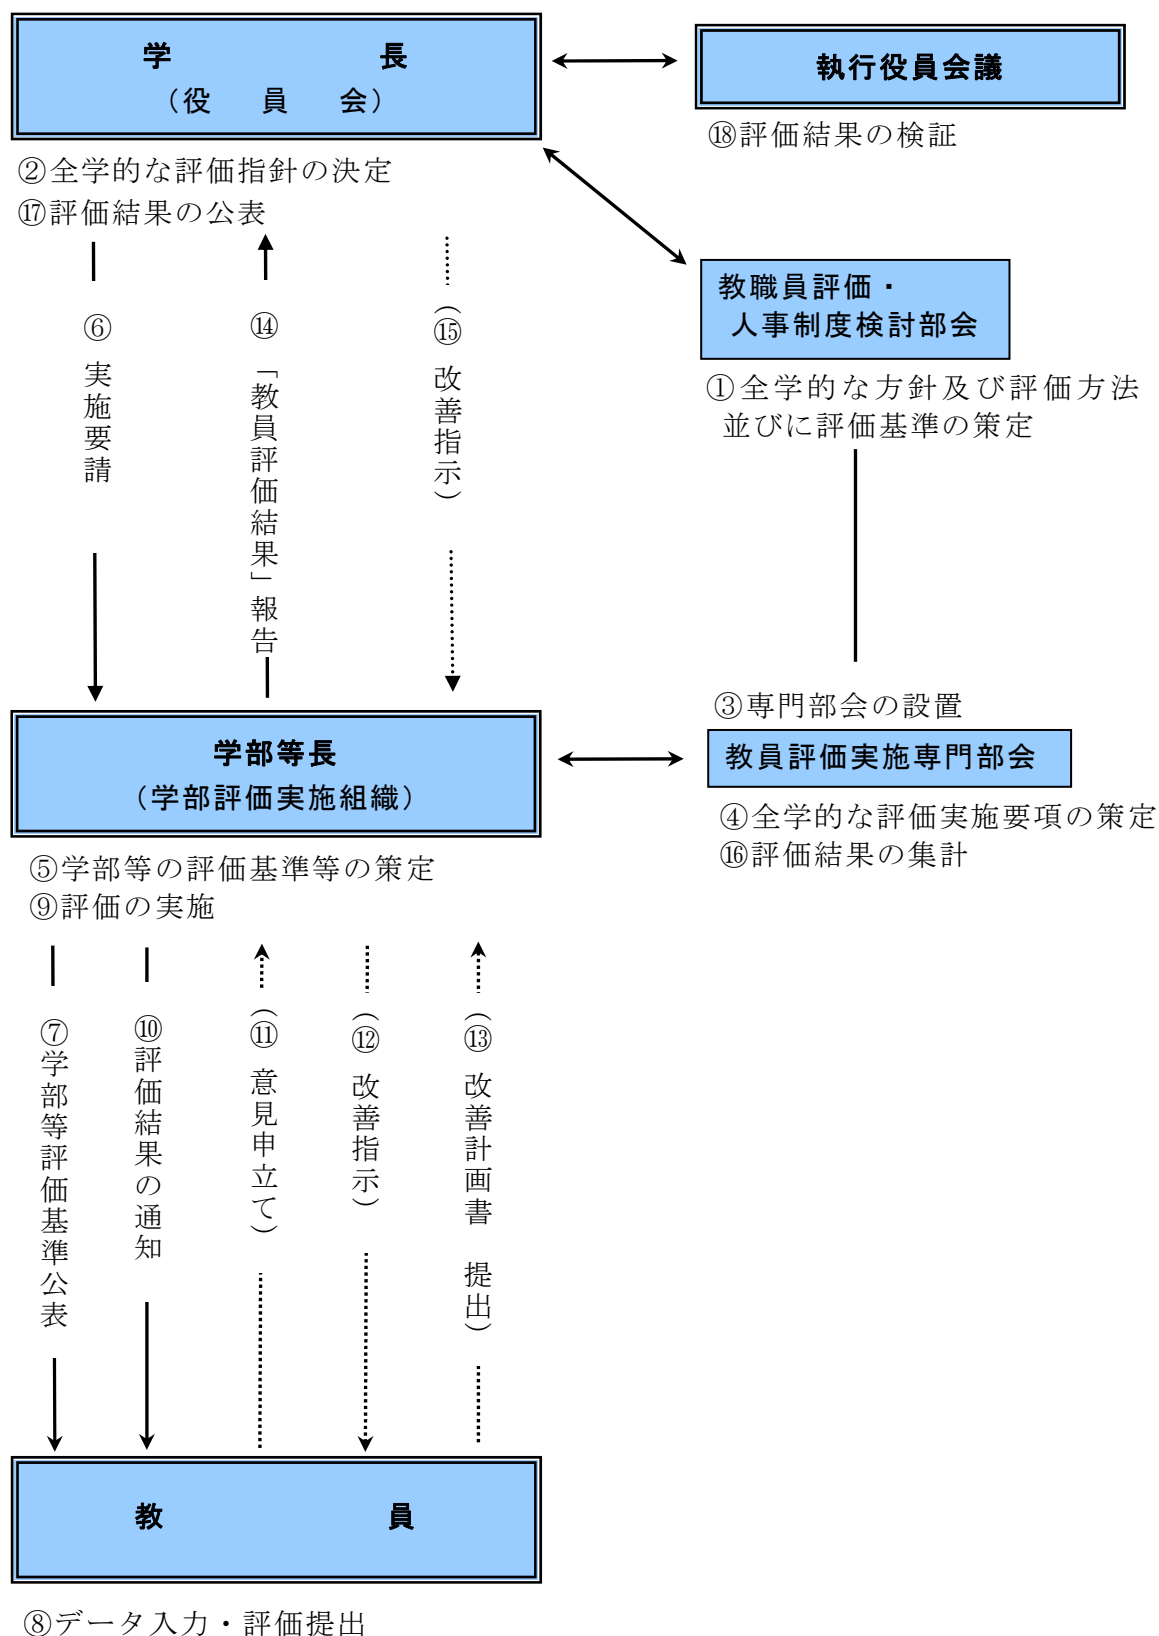 学　　　長
（役　員　会）
執行役員会議
⑱評価結果の検証
②全学的な評価指針の決定
⑰評価結果の公表
教職員評価・
人事制度検討部会
①全学的な方針及び評価方法
並びに評価基準の策定
⑥　実施要請
⑭　「教員評価結果」報告
（⑮　改善指示）
③専門部会の設置
教員評価実施専門部会
④全学的な評価実施要項の策定
⑯評価結果の集計
学部等長
（学部評価実施組織）
⑤学部等の評価基準等の策定
⑨評価の実施
⑦学部等評価基準公表
⑩評価結果の通知
（⑪　意見申立て）
（⑫　改善指示）
（⑬　改善計画書　提出）
教　　　員
⑧データ入力・評価提出